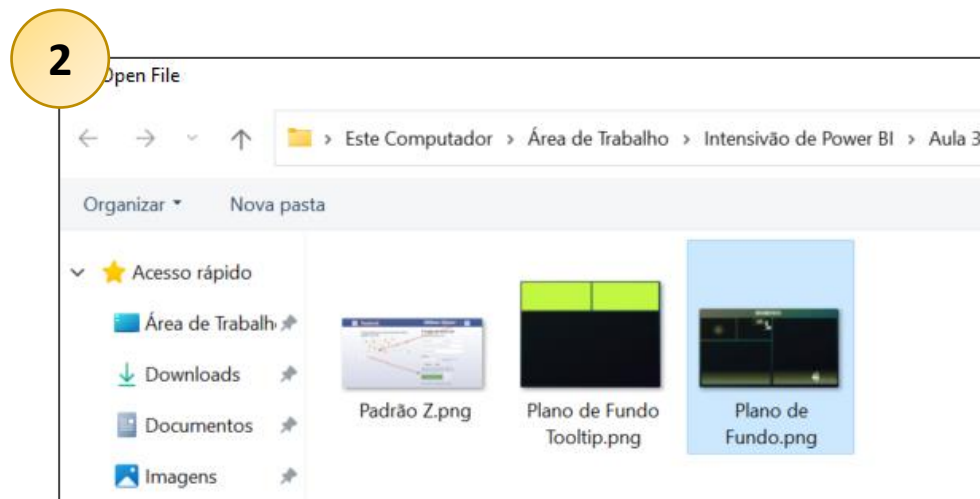 2
Open File
Este Computador > Área de Trabalho > Intensivão de Power BI > Aula 3
Organizar
Nova pasta
Acesso rápido
Área de Trabalh
Downloads
Documentos
Imagens
Padrão Z.png
Plano de Fundo
Tooltip.png
Plano de
Fundo.png